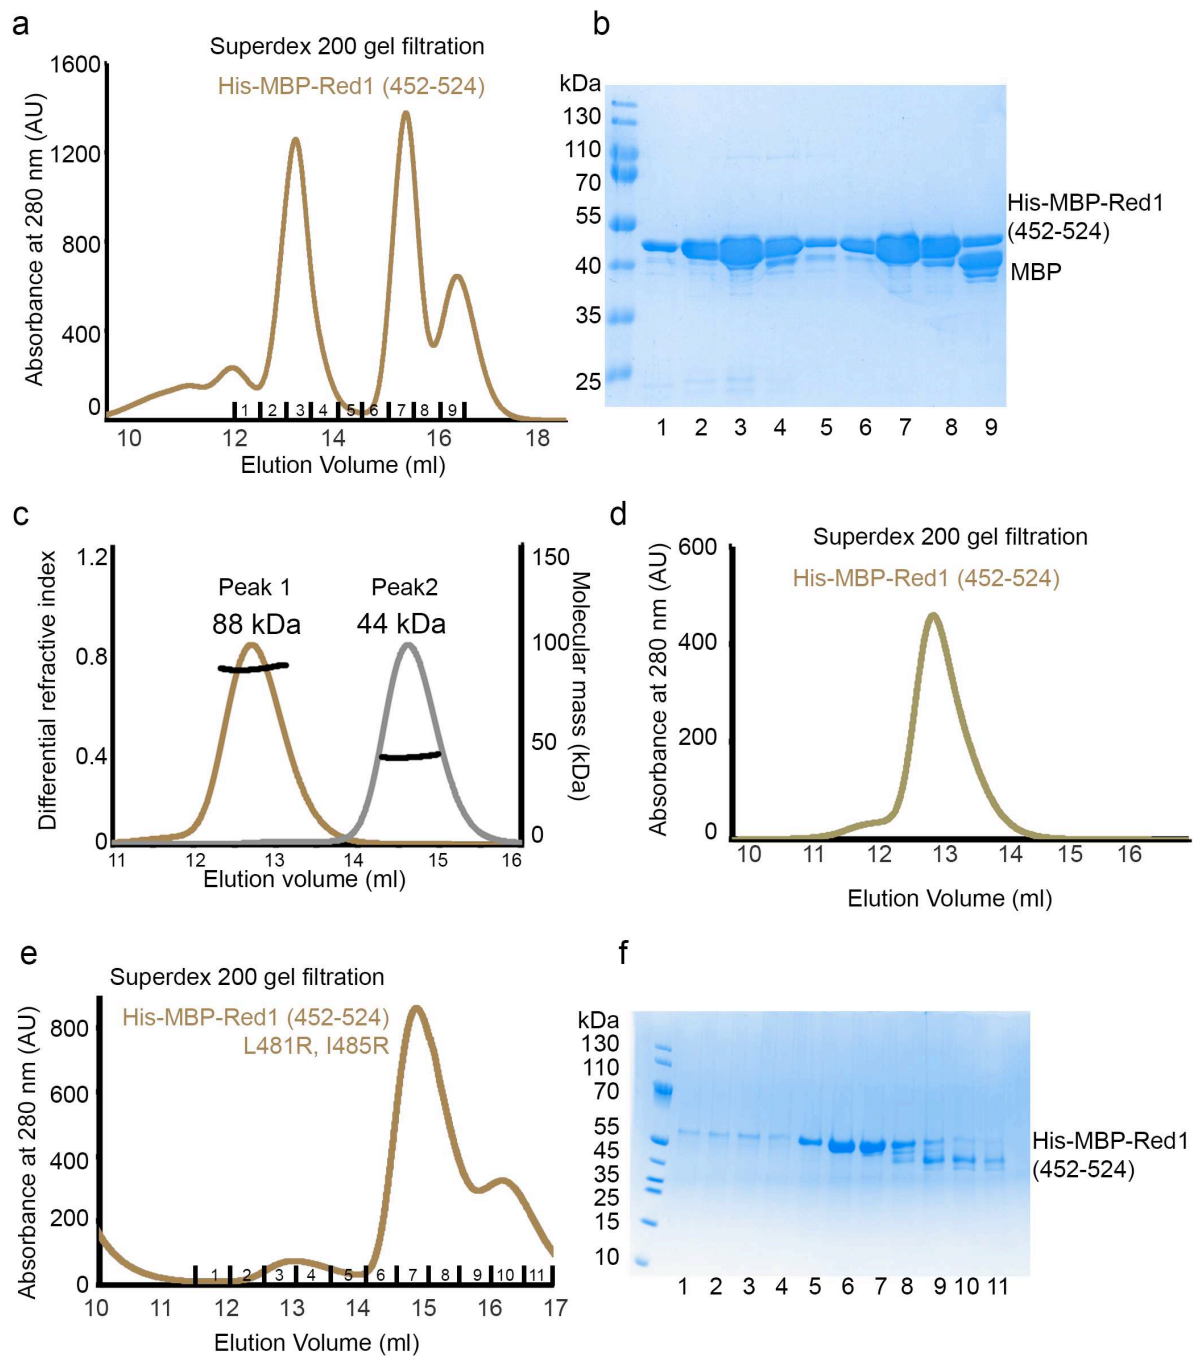 a
Superdex 200 gel filtration
His-MBP-Red1 (452-524)
Absorbance at 280 nm (AU)
1600
1200
800
400
0
1 2 3 4 5 6 7 8 9
10 12 14 16 18
Elution Volume (ml)
b
kDa
130
110
70
55
40
35
25
His-MBP-Red1
(452-524)
MBP
1 2 3 4 5 6 7 8 9
c
Differential refractive index
1.2
0.8
0.4
0
Peak 1
88 kDa
Peak2
44 kDa
150
100
50
0
Molecular mass (kDa)
11 12 13 14 15 16
Elution volume (ml)
d
Superdex 200 gel filtration
His-MBP-Red1 (452-524)
Absorbance at 280 nm (AU)
600
400
200
0
10 11 12 13 14 15 16
Elution Volume (ml)
e
Superdex 200 gel filtration
His-MBP-Red1 (452-524)
L481R, I485R
Absorbance at 280 nm (AU)
800
600
400
200
0
1 2 3 4 5 6 7 8 9 10 11
10 11 12 13 14 15 16 17
Elution Volume (ml)
f
kDa
130
110
70
55
45
35
25
15
10
His-MBP-Red1
(452-524)
1 2 3 4 5 6 7 8 9 10 11